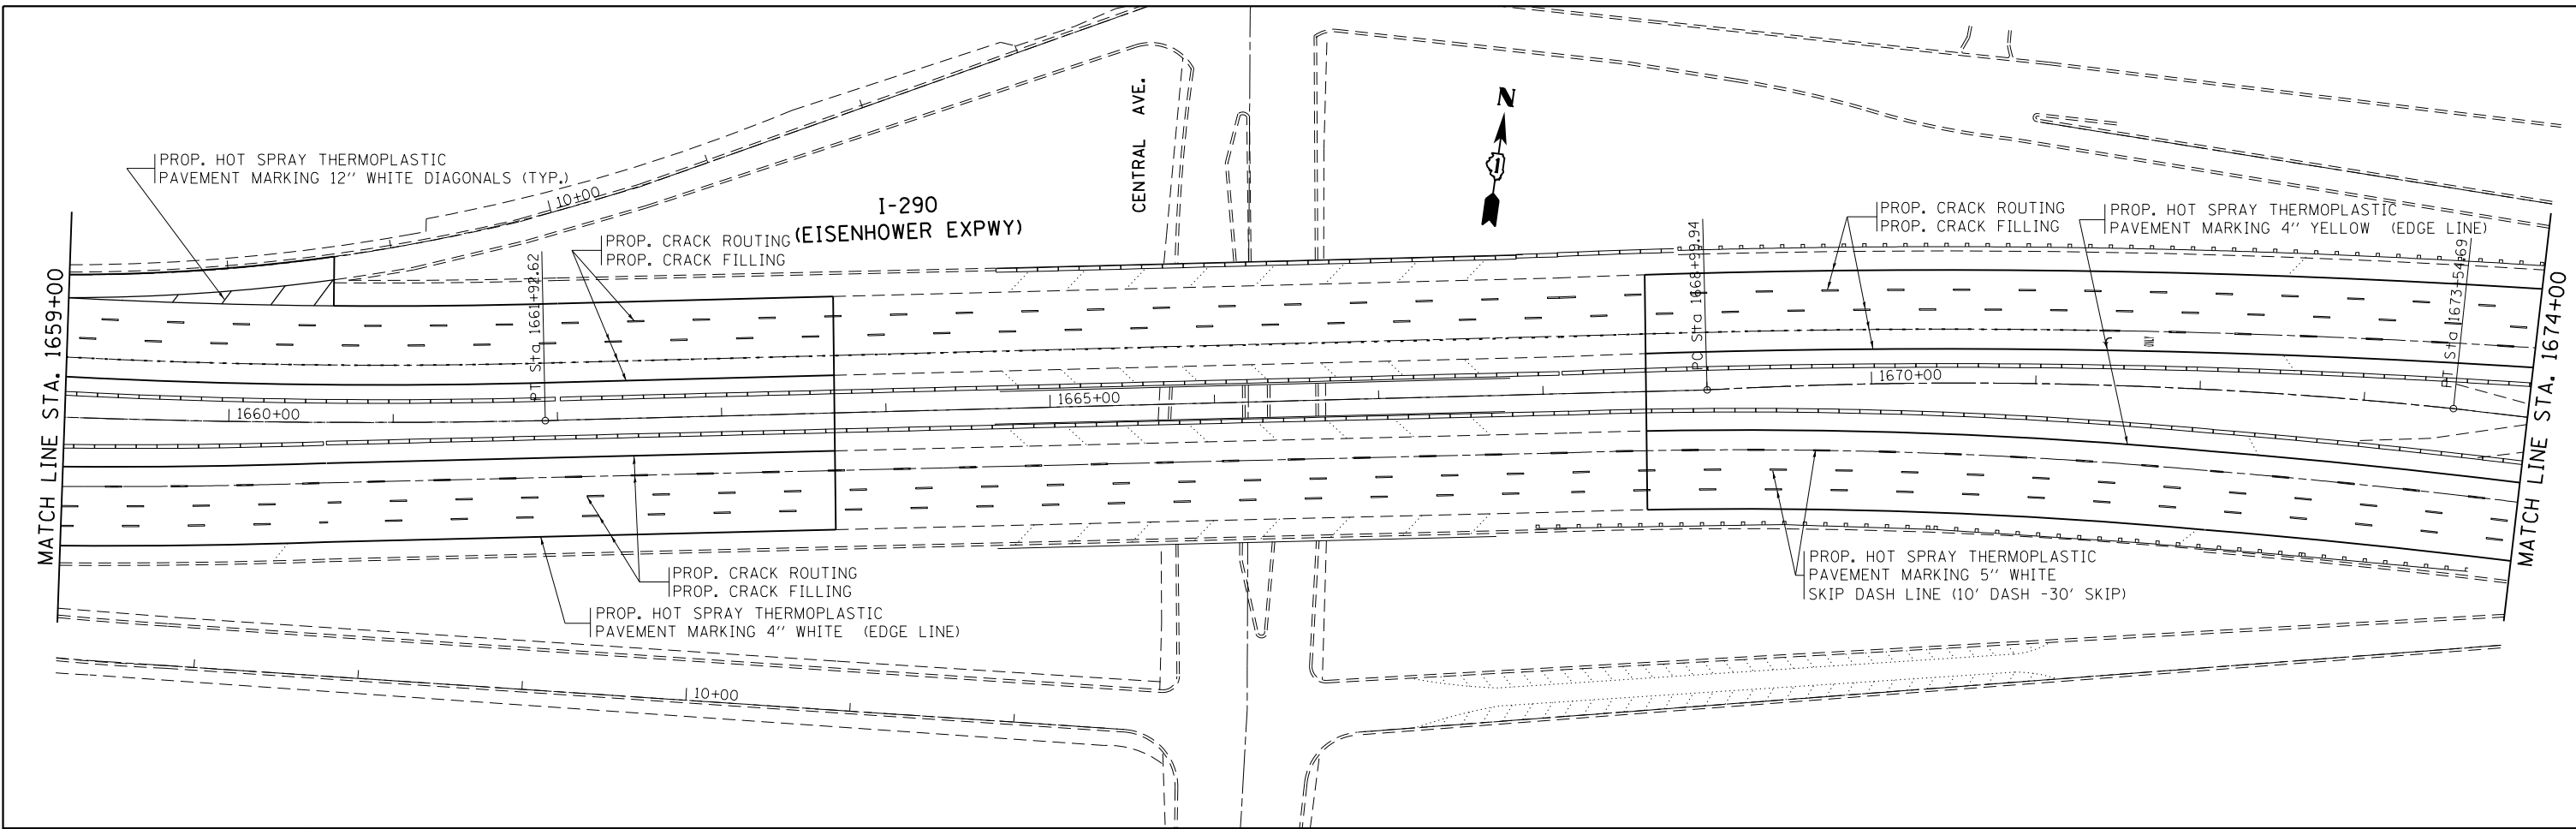 PROP. HOT SPRAY THERMOPLASTIC
PAVEMENT MARKING 12'' WHITE DIAGONALS (TYP.)
10+00
I-290
(EISENHOWER EXPWY)
CENTRAL AVE.
N
PROP. CRACK ROUTING
PROP. CRACK FILLING
PROP. CRACK ROUTING
PROP. CRACK FILLING
PROP. HOT SPRAY THERMOPLASTIC
PAVEMENT MARKING 4'' YELLOW (EDGE LINE)
MATCH LINE STA. 1659+00
PT Sta 1661+92.62
PC Sta 1668+99.94
PT Sta 1673+54.69
MATCH LINE STA. 1674+00
ONLY
1660+00
1665+00
1670+00
PROP. CRACK ROUTING
PROP. CRACK FILLING
PROP. HOT SPRAY THERMOPLASTIC
PAVEMENT MARKING 4'' WHITE (EDGE LINE)
PROP. HOT SPRAY THERMOPLASTIC
PAVEMENT MARKING 5'' WHITE
SKIP DASH LINE (10' DASH -30' SKIP)
10+00